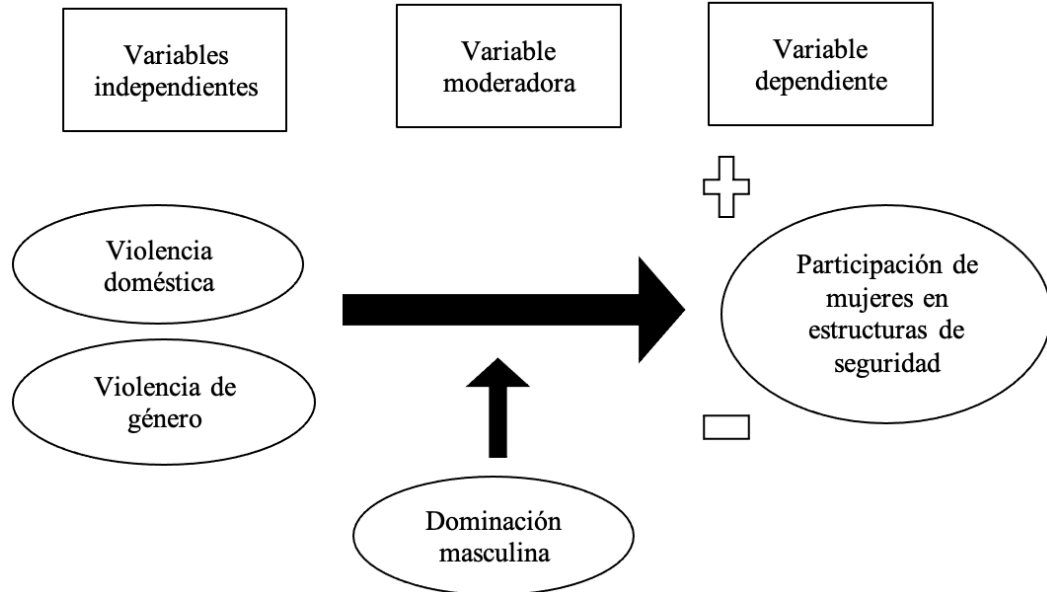 Variables
independientes
Variable
moderadora
Variable
dependiente
Violencia
doméstica
Violencia de
género
Dominación
masculina
Participación de
mujeres en
estructuras de
seguridad